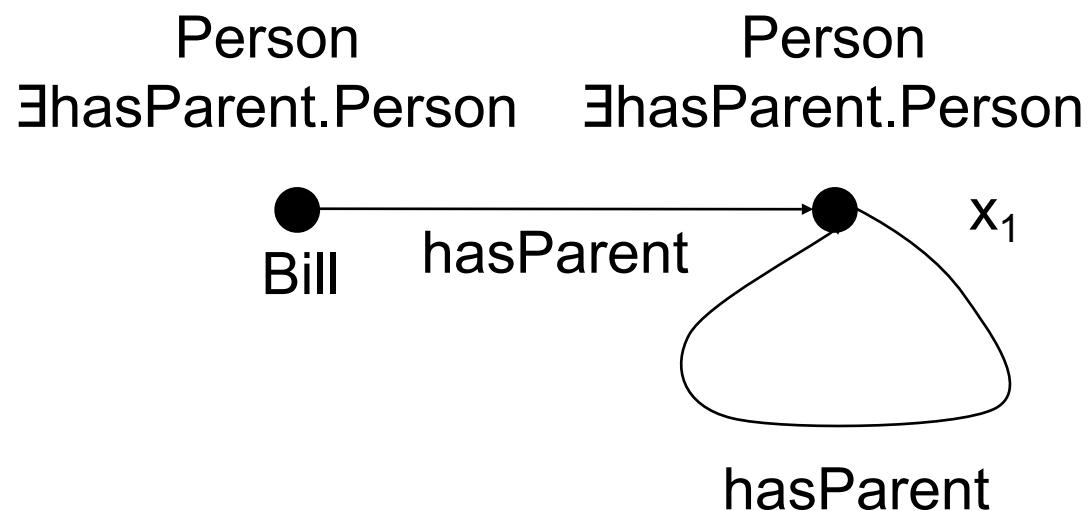 Person
∃hasParent.Person
Person
∃hasParent.Person
Bill
hasParent
x₁
hasParent